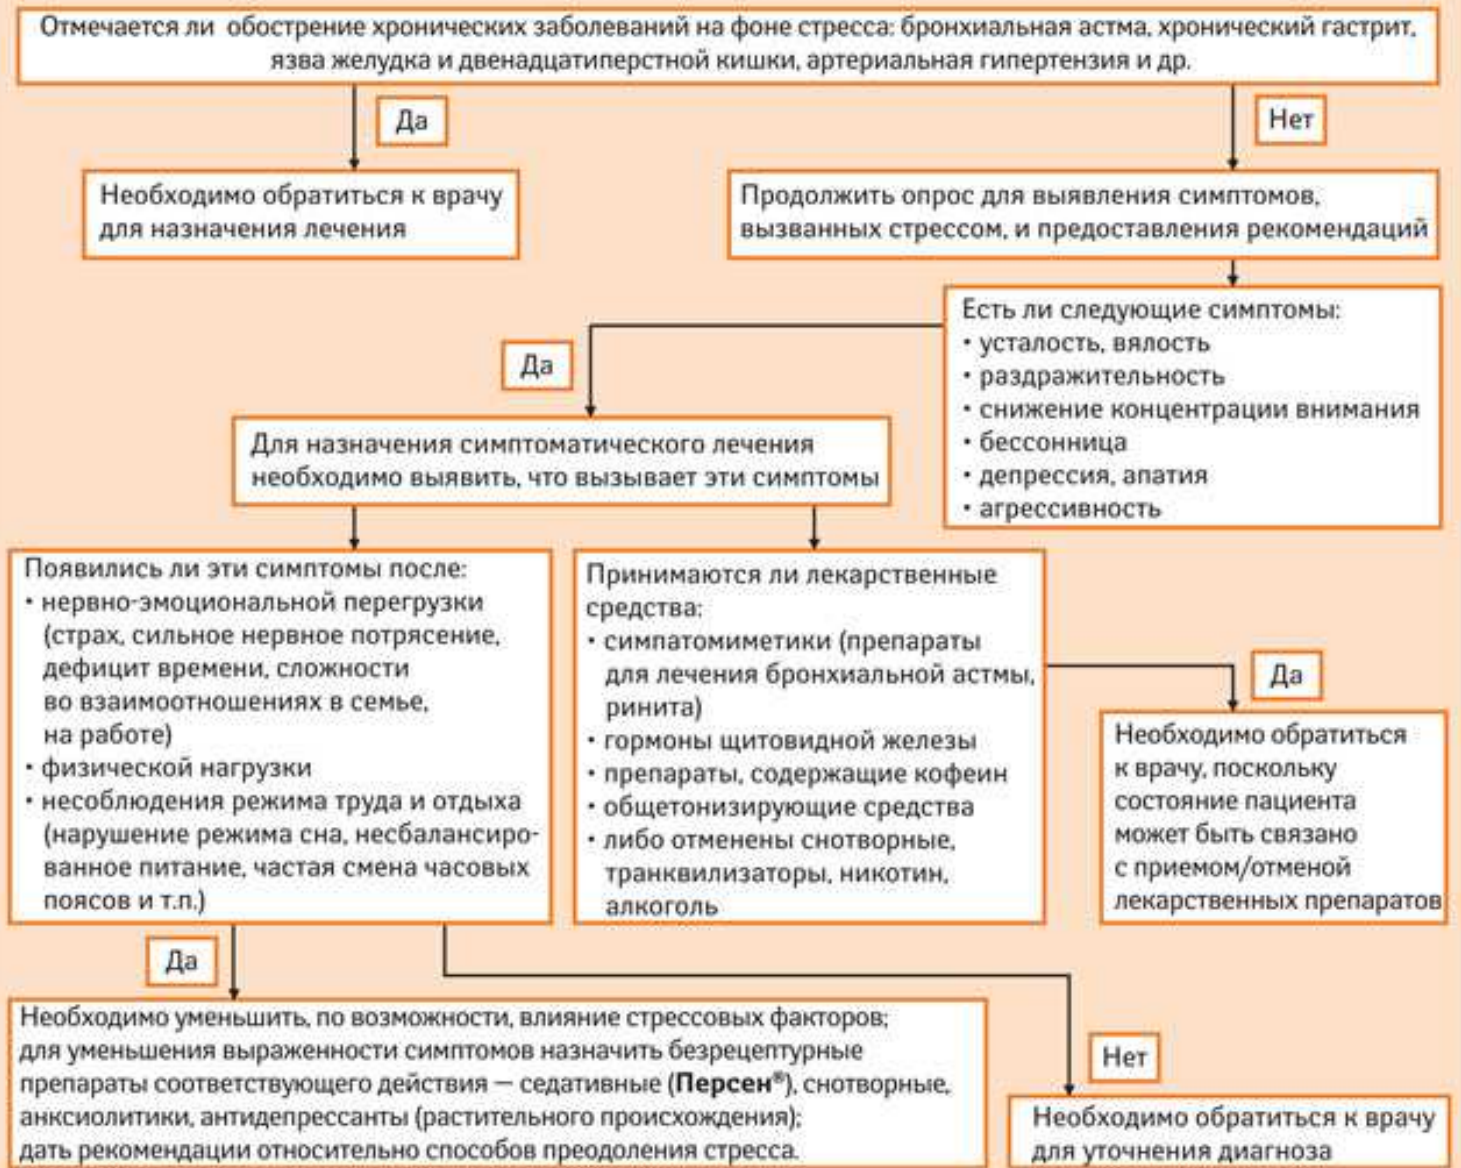 Отмечается ли обострение хронических заболеваний на фоне стресса: бронхиальная астма, хронический гастрит,
язва желудка и двенадцатиперстной кишки, артериальная гипертензия и др.
Да
Нет
Необходимо обратиться к врачу
для назначения лечения
Продолжить опрос для выявления симптомов,
вызванных стрессом, и предоставления рекомендаций
Есть ли следующие симптомы:
• усталость, вялость
• раздражительность
• снижение концентрации внимания
• бессонница
• депрессия, апатия
• агрессивность
Да
Для назначения симптоматического лечения
необходимо выявить, что вызывает эти симптомы
Появились ли эти симптомы после:
• нервно-эмоциональной перегрузки
(страх, сильное нервное потрясение,
дефицит времени, сложности
во взаимоотношениях в семье,
на работе)
• физической нагрузки
• несоблюдения режима труда и отдыха
(нарушение режима сна, несбалансиро-
ванное питание, частая смена часовых
поясов и т.п.)
Принимаются ли лекарственные
средства:
• симпатомиметики (препараты
для лечения бронхиальной астмы,
ринита)
• гормоны щитовидной железы
• препараты, содержащие кофеин
• общетонизирующие средства
• либо отменены снотворные,
транквилизаторы, никотин,
алкоголь
Да
Необходимо обратиться
к врачу, поскольку
состояние пациента
может быть связано
с приемом/отменой
лекарственных препаратов
Да
Необходимо уменьшить, по возможности, влияние стрессовых факторов;
для уменьшения выраженности симптомов назначить безрецептурные
препараты соответствующего действия — седативные (Персен®), снотворные,
анксиолитики, антидепрессанты (растительного происхождения);
дать рекомендации относительно способов преодоления стресса.
Нет
Необходимо обратиться к врачу
для уточнения диагноза